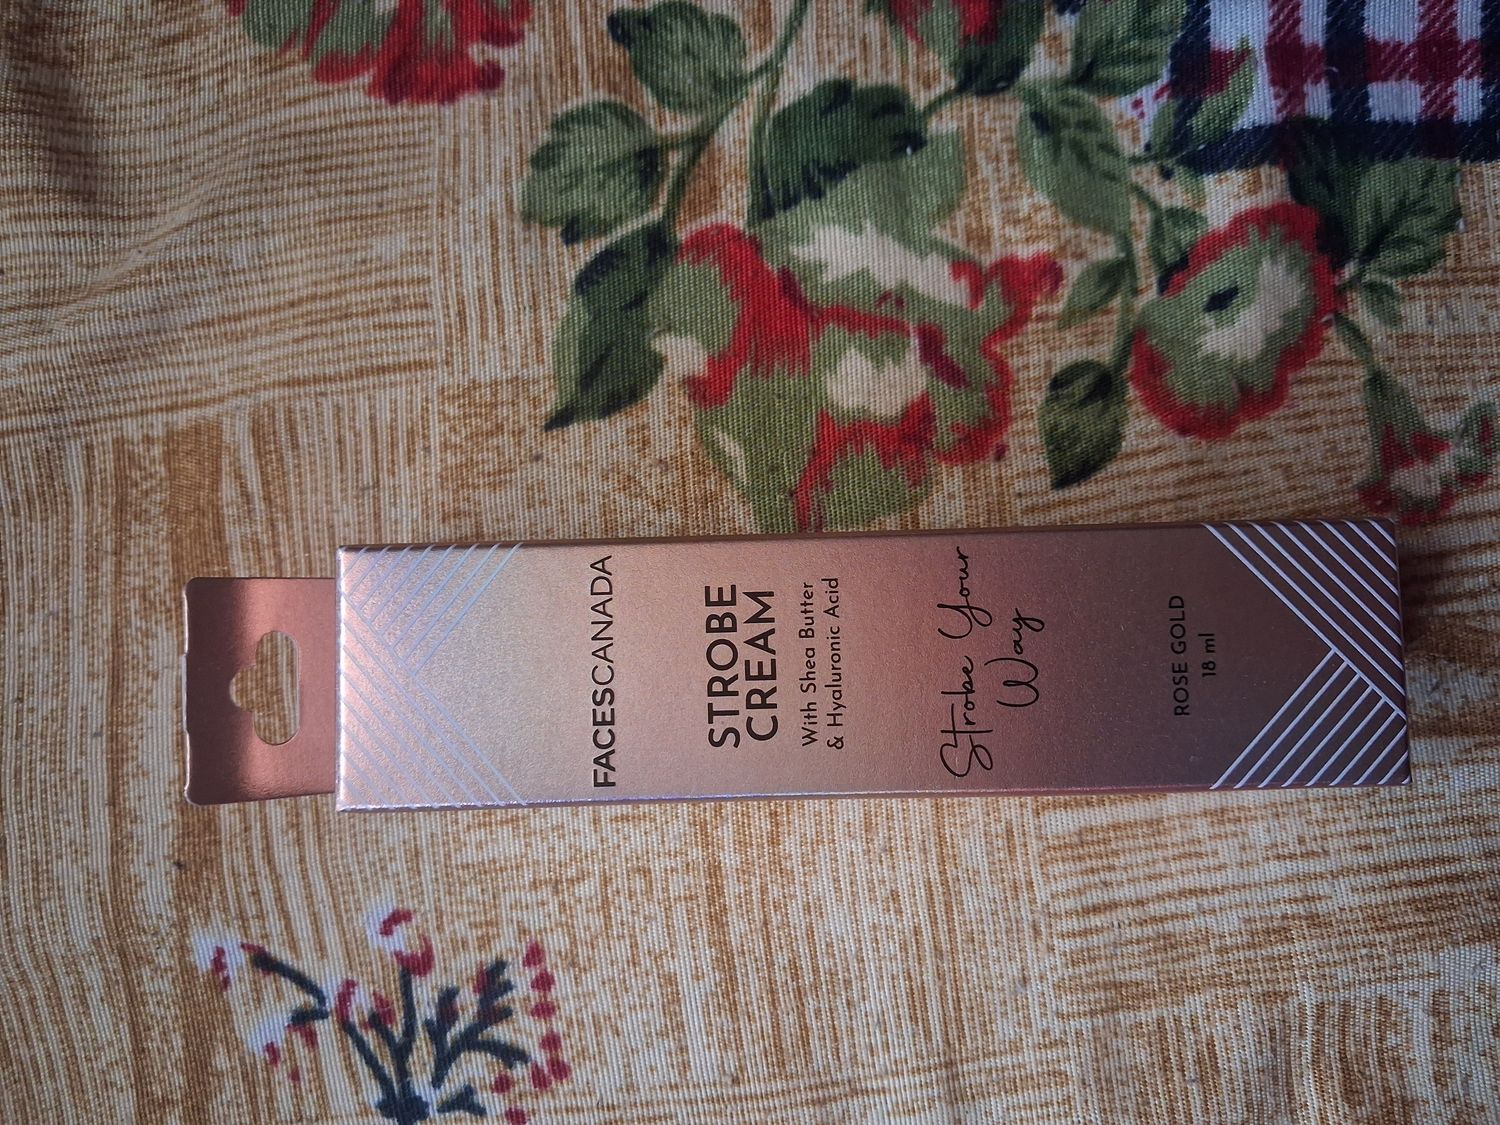 FACESCANADA
STROBE
CREAM
With Shea Butter
& Hyaluronic Acid
Strobe Your
Way
ROSE GOLD
18 ml